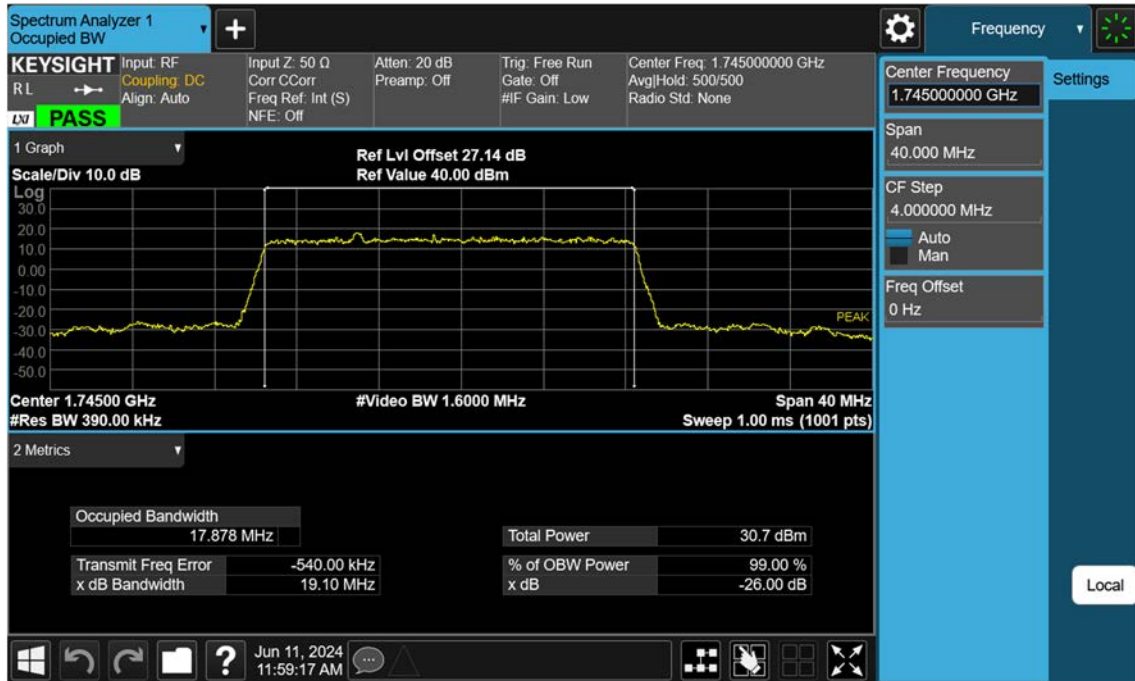 Spectrum Analyzer 1
Occupied BW
+
Frequency
KEYSIGHT
R L
LXI
PASS
Input: RF
Coupling: DC
Align: Auto
Input Z: 50 Ω
Corr CCorr
Freq Ref: Int (S)
NFE: Off
Atten: 20 dB
Preamp: Off
Trig: Free Run
Gate: Off
#IF Gain: Low
Center Freq: 1.745000000 GHz
Avg|Hold: 500/500
Radio Std: None
Center Frequency
1.745000000 GHz
Settings
Span
40.000 MHz
CF Step
4.000000 MHz
Auto
Man
Freq Offset
0 Hz
Local
1 Graph
Scale/Div 10.0 dB
Ref Lvl Offset 27.14 dB
Ref Value 40.00 dBm
Log
30.0
20.0
10.0
0.00
-10.0
-20.0
-30.0
-40.0
-50.0
PEAK
Center 1.74500 GHz
#Video BW 1.6000 MHz
Span 40 MHz
#Res BW 390.00 kHz
Sweep 1.00 ms (1001 pts)
2 Metrics
Occupied Bandwidth
17.878 MHz
Total Power 30.7 dBm
Transmit Freq Error -540.00 kHz
% of OBW Power 99.00 %
x dB Bandwidth 19.10 MHz
x dB -26.00 dB
?
Jun 11, 2024
11:59:17 AM